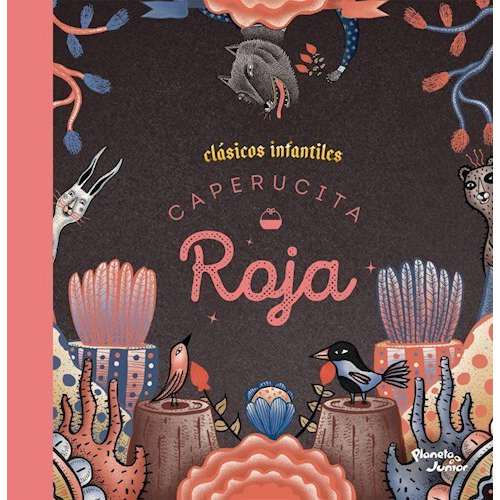 clásicos infantiles
CAPERUCITA
Roja
Planeta
Junior